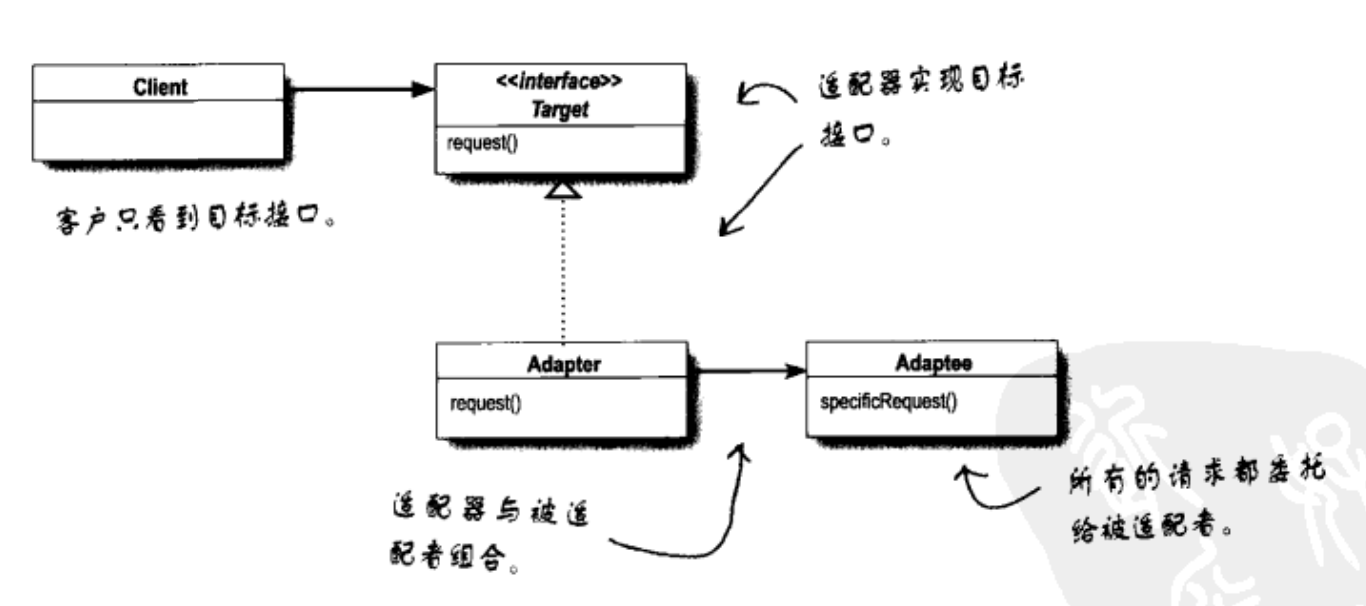 Client
<<interface>>
Target
request()
适配器实现目标
接口。
客户只看到目标接口。
Adapter
request()
Adaptee
specificRequest()
适配器与被适
配者组合。
所有的请求都委托
给被适配者。